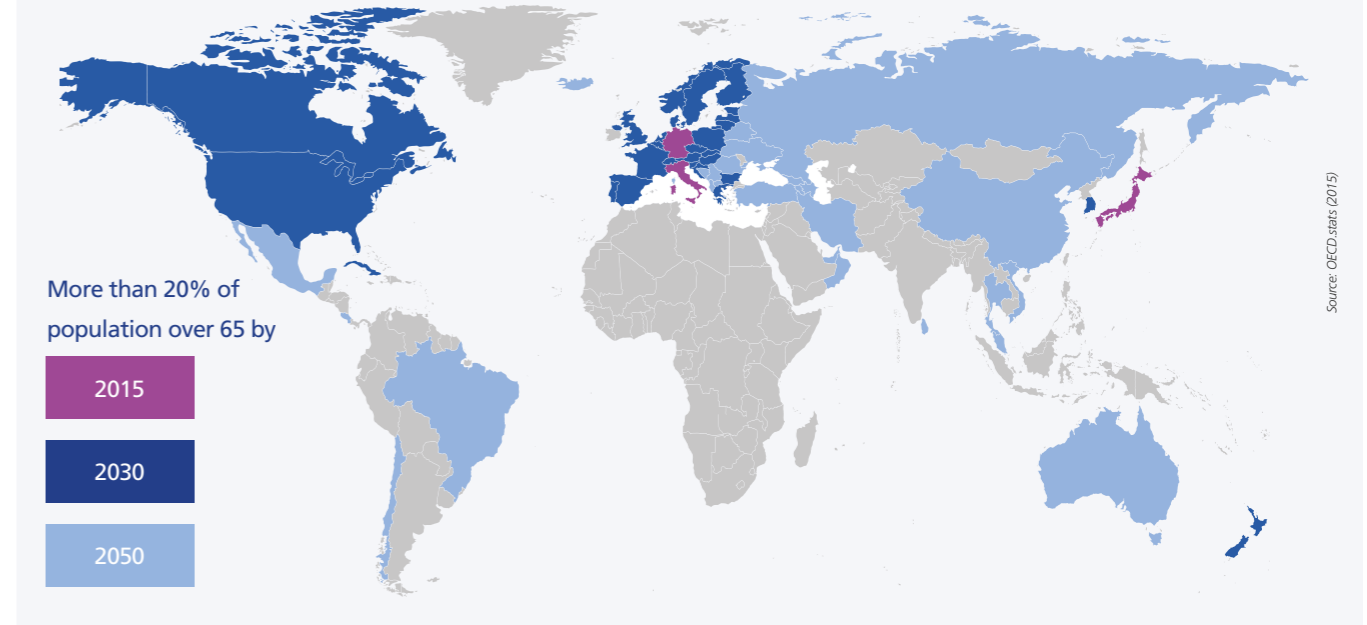 More than 20% of
population over 65 by
2015
2030
2050
Source: OECD.stats (2015)